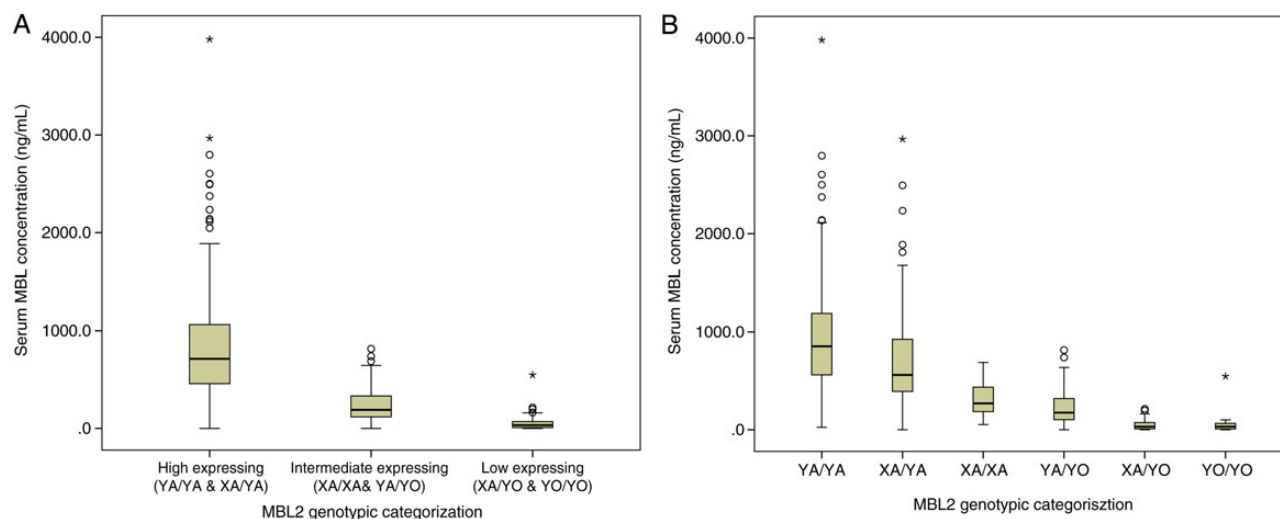 A
Serum MBL concentration (ng/mL)
4000.0
3000.0
2000.0
1000.0
.0
High expressing
(YA/YA & XA/YA)
Intermediate expressing
(XA/XA& YA/YO)
Low expressing
(XA/YO & YO/YO)
MBL2 genotypic categorization
B
Serum MBL concentration (ng/mL)
4000.0
3000.0
2000.0
1000.0
.0
YA/YA XA/YA XA/XA YA/YO XA/YO YO/YO
MBL2 genotypic categorisztion